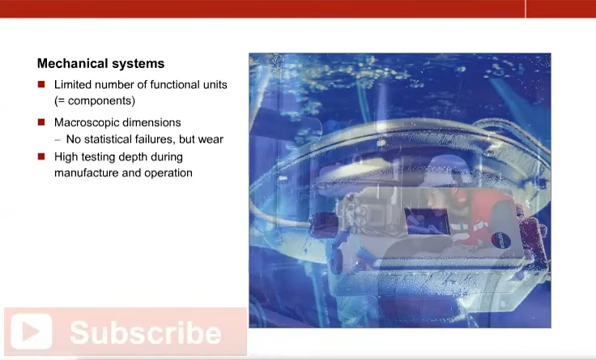 Mechanical systems
Limited number of functional units
(= components)
Macroscopic dimensions
– No statistical failures, but wear
High testing depth during
manufacture and operation
Subscribe